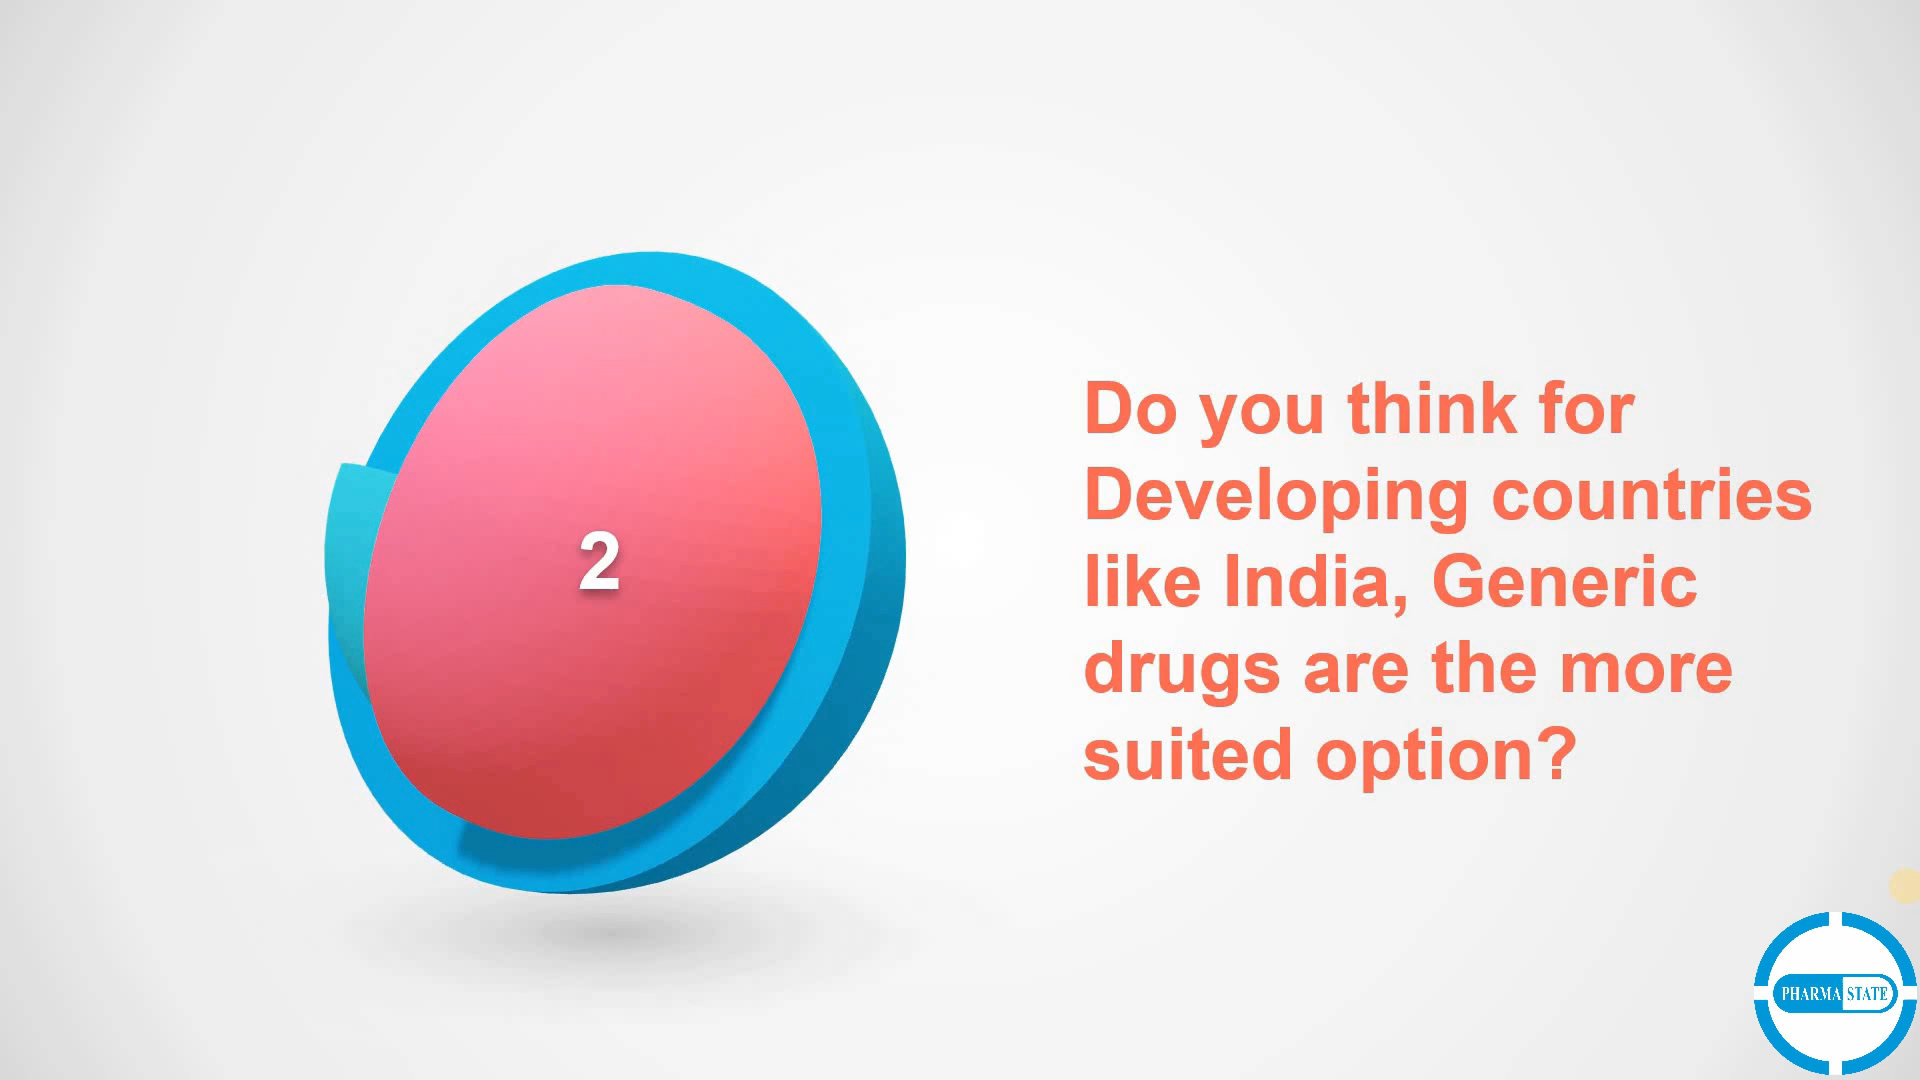 2
Do you think for
Developing countries
like India, Generic
drugs are the more
suited option?
PHARMA STATE